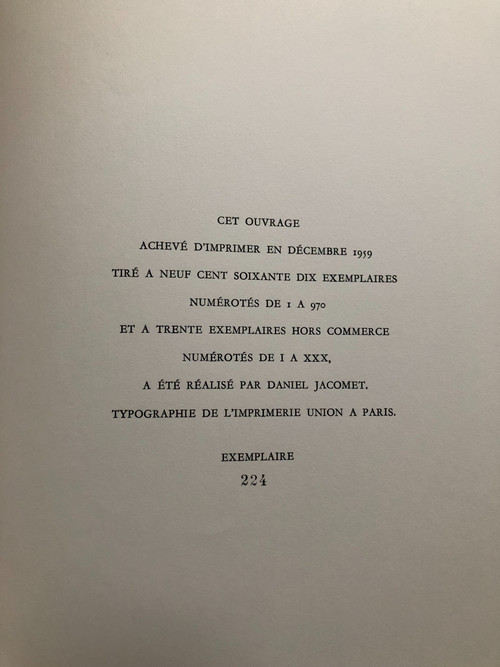 CET OUVRAGE
ACHEVÉ D'IMPRIMER EN DÉCEMBRE 1959
TIRÉ A NEUF CENT SOIXANTE DIX EXEMPLAIRES
NUMÉROTÉS DE 1 A 970
ET A TRENTE EXEMPLAIRES HORS COMMERCE
NUMÉROTÉS DE I A XXX,
A ÉTÉ RÉALISÉ PAR DANIEL JACOMET.
TYPOGRAPHIE DE L'IMPRIMERIE UNION A PARIS.
EXEMPLAIRE
224